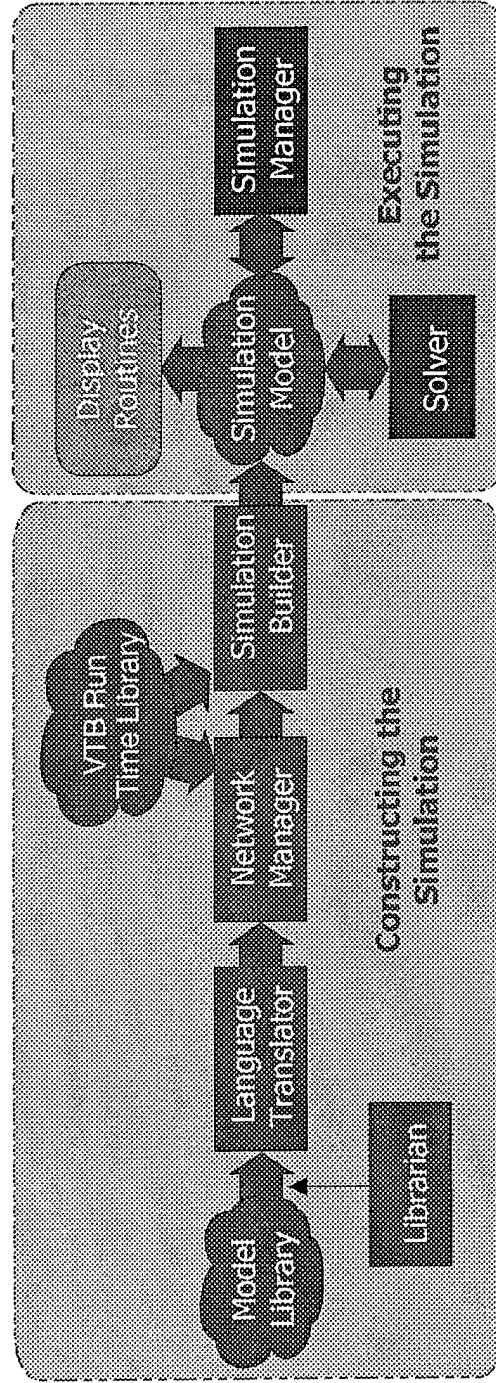 Model
Library
Librarian
Language
Translator
Network
Manager
VTB Run
Time Library
Simulation
Builder
Constructing the
Simulation
Display
Routines
Simulation
Model
Solver
Simulation
Manager
Executing
the Simulation